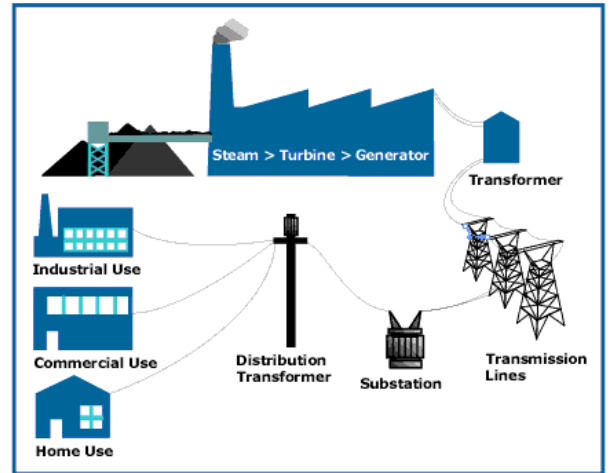 Steam > Turbine > Generator
Transformer
Industrial Use
Commercial Use
Distribution
Transformer
Substation
Transmission
Lines
Home Use